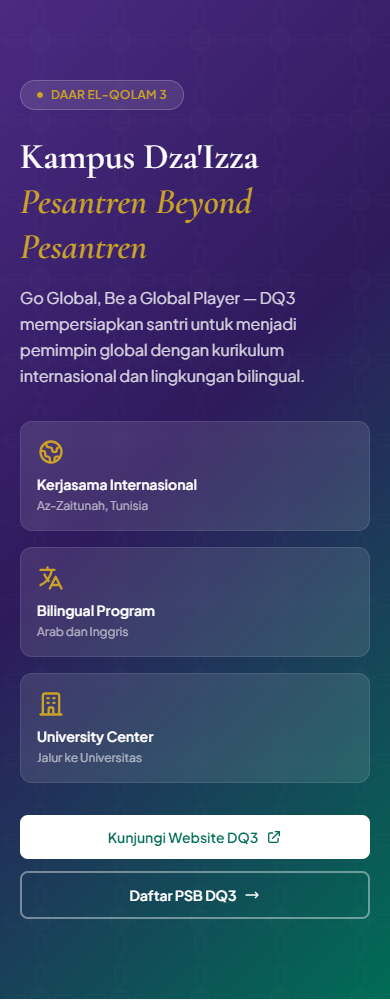 DAAR EL-QOLAM 3
Kampus Dza'Izza
Pesantren Beyond
Pesantren
Go Global, Be a Global Player — DQ3
mempersiapkan santri untuk menjadi
pemimpin global dengan kurikulum
internasional dan lingkungan bilingual.
Kerjasama Internasional
Az-Zaitunah, Tunisia
Bilingual Program
Arab dan Inggris
University Center
Jalur ke Universitas
Kunjungi Website DQ3
Daftar PSB DQ3 →